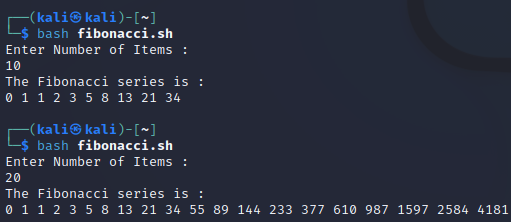 ┌──(kali㉿kali)-[~]
└─$ bash fibonacci.sh
Enter Number of Items :
10
The Fibonacci series is :
0 1 1 2 3 5 8 13 21 34
┌──(kali㉿kali)-[~]
└─$ bash fibonacci.sh
Enter Number of Items :
20
The Fibonacci series is :
0 1 1 2 3 5 8 13 21 34 55 89 144 233 377 610 987 1597 2584 4181